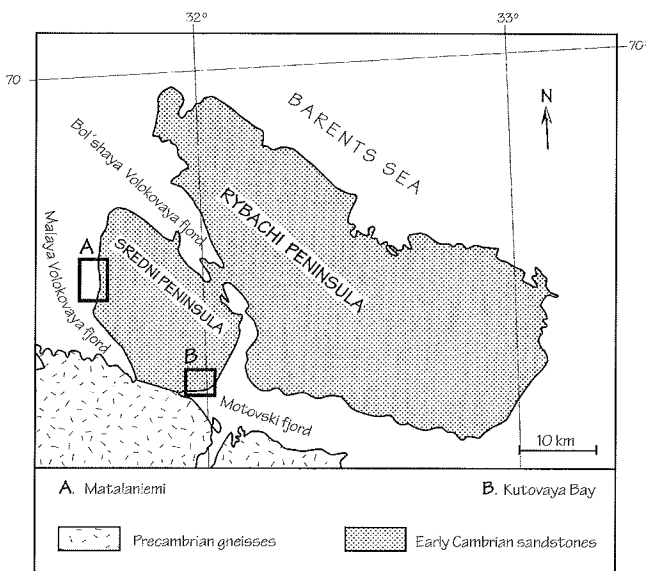 32° 33°
70 70°
N
BARENTS SEA
Bol'shaya Volokovaya fjord
RYBACHI PENINSULA
Malaya Volokovaya fjord
A
SREDNI PENINSULA
B
Motovski fjord
10 km
A. Matalaniemi
B. Kutovaya Bay
Precambrian gneisses
Early Cambrian sandstones